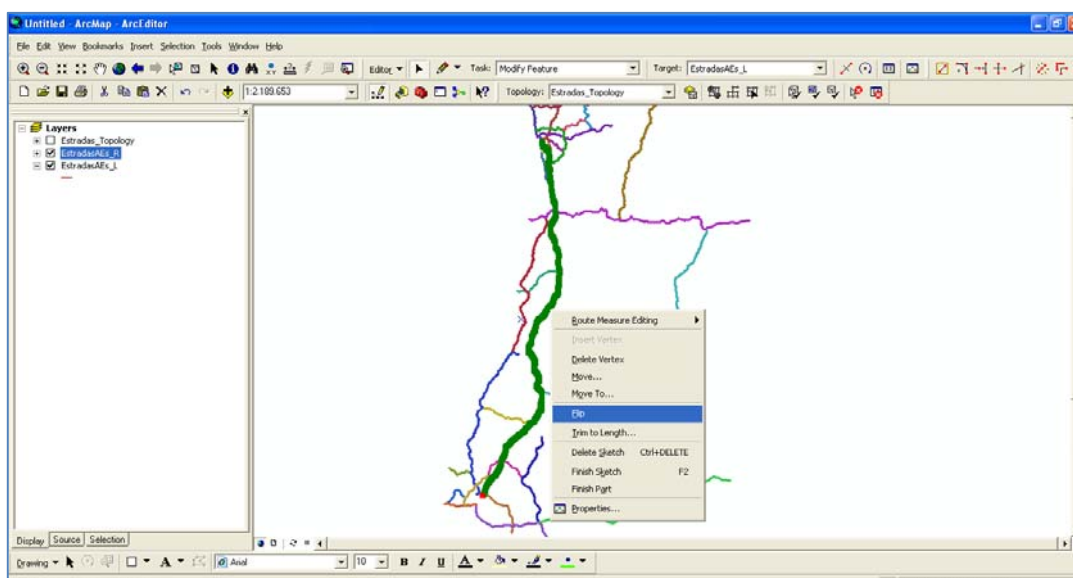 Untitled - ArcMap - ArcEditor
File Edit View Bookmarks Insert Selection Tools Window Help
Editor Task: Modify Feature Target: EstradasAEs_L
1:2.189.653 Topology: Estradas_Topology
Layers
Estradas_Topology
EstradasAEs_R
EstradasAEs_L
Route Measure Editing
Insert Vertex
Delete Vertex
Move...
Move To...
Flip
Trim to Length...
Delete Sketch Ctrl+DELETE
Finish Sketch F2
Finish Part
Properties...
Display Source Selection
Drawing A Arial 10 B I U A